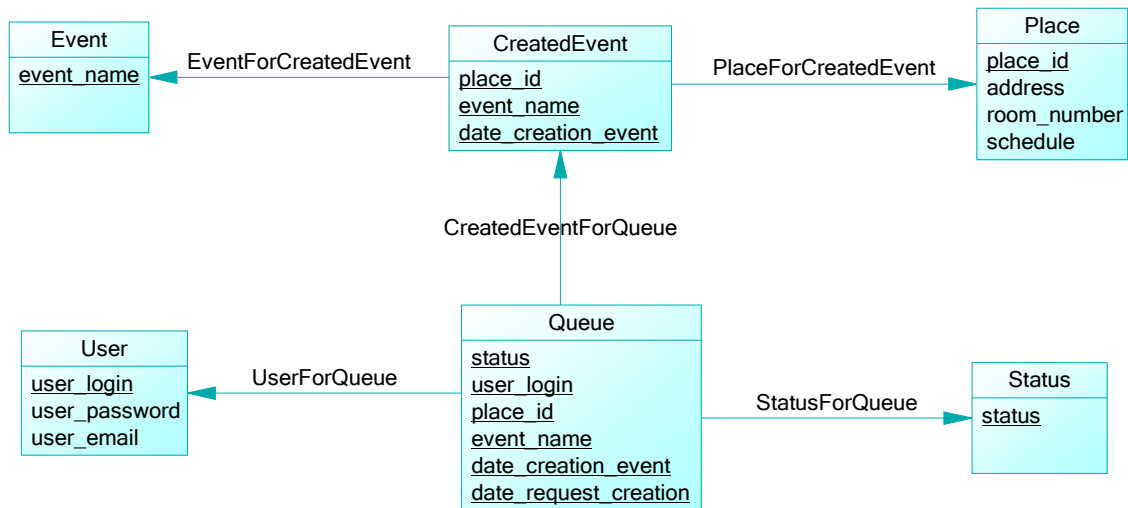 Event
event_name
EventForCreatedEvent
CreatedEvent
place_id
event_name
date_creation_event
PlaceForCreatedEvent
Place
place_id
address
room_number
schedule
CreatedEventForQueue
User
user_login
user_password
user_email
UserForQueue
Queue
status
user_login
place_id
event_name
date_creation_event
date_request_creation
StatusForQueue
Status
status